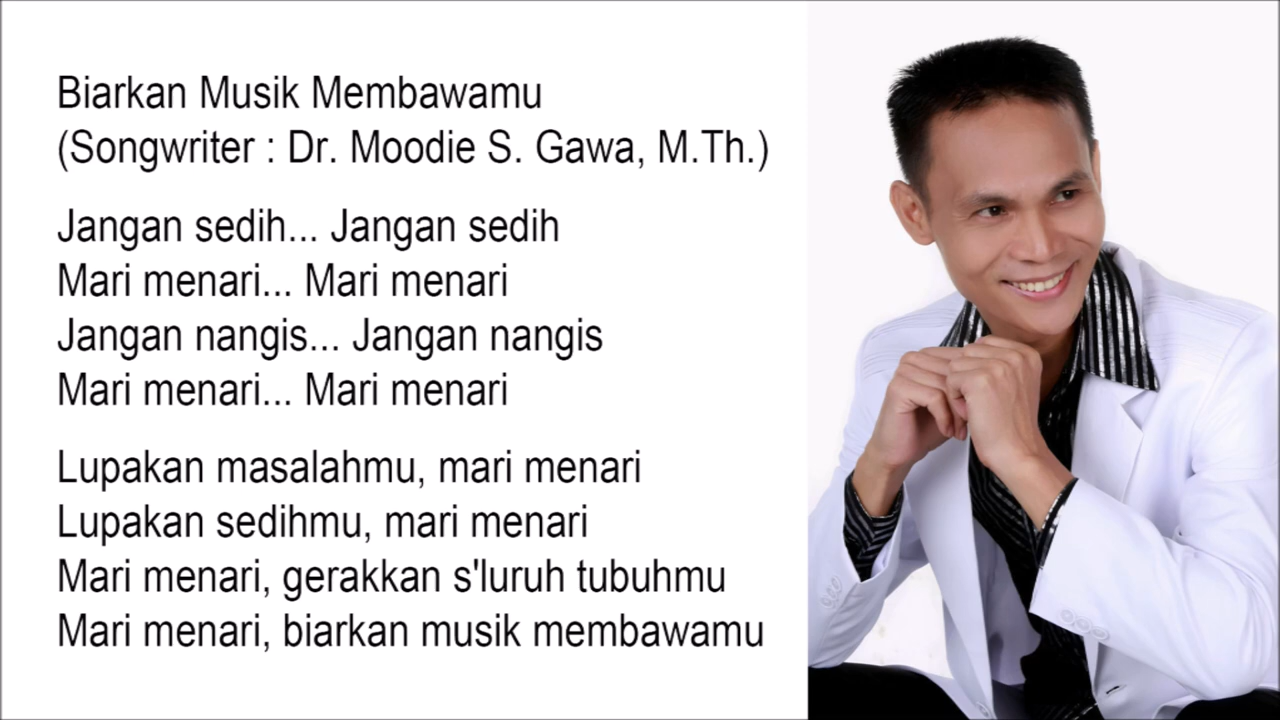 Biarkan Musik Membawamu
(Songwriter : Dr. Moodie S. Gawa, M.Th.)
Jangan sedih... Jangan sedih
Mari menari... Mari menari
Jangan nangis... Jangan nangis
Mari menari... Mari menari
Lupakan masalahmu, mari menari
Lupakan sedihmu, mari menari
Mari menari, gerakkan s'luruh tubuhmu
Mari menari, biarkan musik membawamu